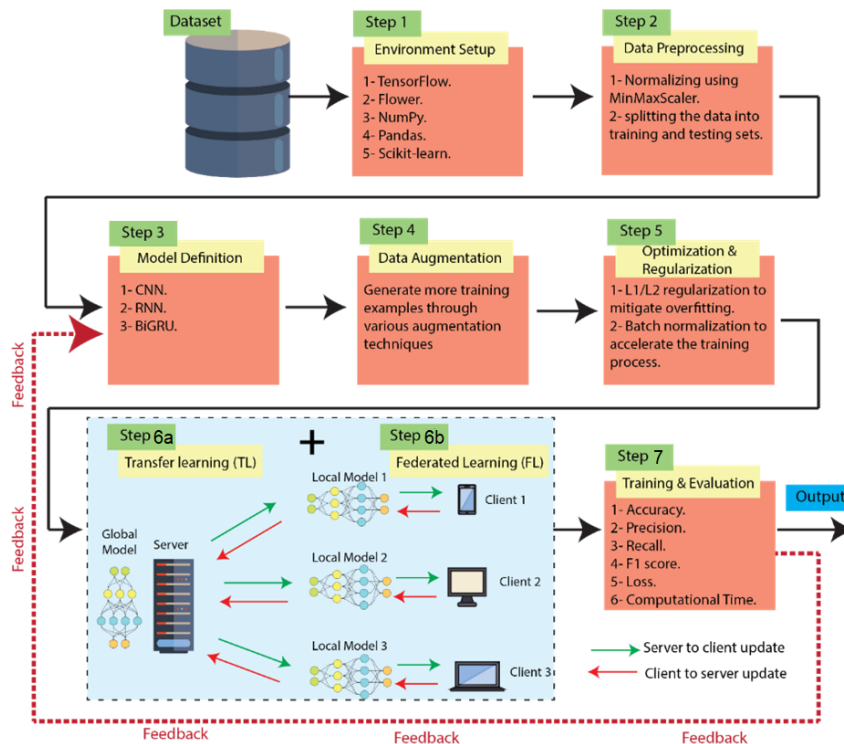 Dataset
Step 1
Environment Setup
1- TensorFlow.
2- Flower.
3- NumPy.
4- Pandas.
5- Scikit-learn.
Step 2
Data Preprocessing
1- Normalizing using
MinMaxScaler.
2- splitting the data into
training and testing sets.
Step 3
Model Definition
1- CNN.
2- RNN.
3- BiGRU.
Step 4
Data Augmentation
Generate more training
examples through
various augmentation
techniques
Step 5
Optimization &
Regularization
1- L1/L2 regularization to
mitigate overfitting.
2- Batch normalization to
accelerate the training
process.
Feedback
Step 6a
Transfer learning (TL)
+
Step 6b
Federated Learning (FL)
Global
Model
Server
Local Model 1
Client 1
Local Model 2
Client 2
Local Model 3
Client 3
Step 7
Training & Evaluation
1- Accuracy.
2- Precision.
3- Recall.
4- F1 score.
5- Loss.
6- Computational Time.
Output
Server to client update
Client to server update
Feedback
Feedback
Feedback
Feedback